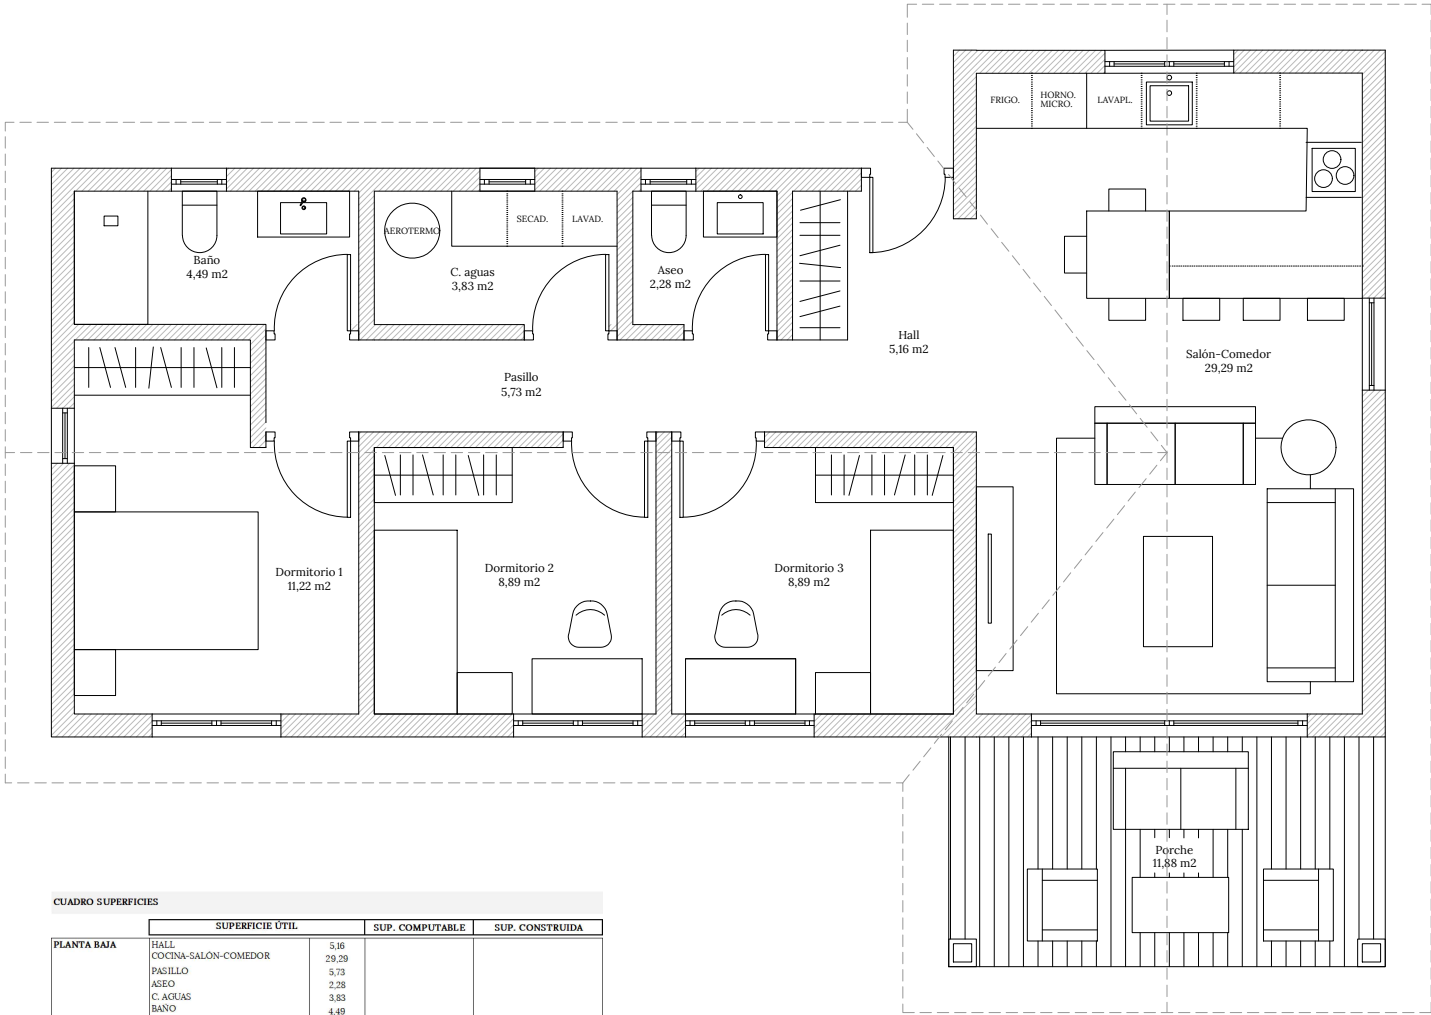 FRIGO.
HORNO.
MICRO.
LAVAPL.
Baño
4,49 m2
AEROTERMO
C. aguas
3,83 m2
SECAD.
LAVAD.
Aseo
2,28 m2
Hall
5,16 m2
Salón-Comedor
29,29 m2
Pasillo
5,73 m2
Dormitorio 1
11,22 m2
Dormitorio 2
8,89 m2
Dormitorio 3
8,89 m2
Porche
11,88 m2
CUADRO SUPERFICIES
SUPERFICIE ÚTIL SUP. COMPUTABLE SUP. CONSTRUIDA
PLANTA BAJA HALL 5,16
COCINA-SALÓN-COMEDOR 29,29
PASILLO 5,73
ASEO 2,28
C. AGUAS 3,83
BAÑO 4,49